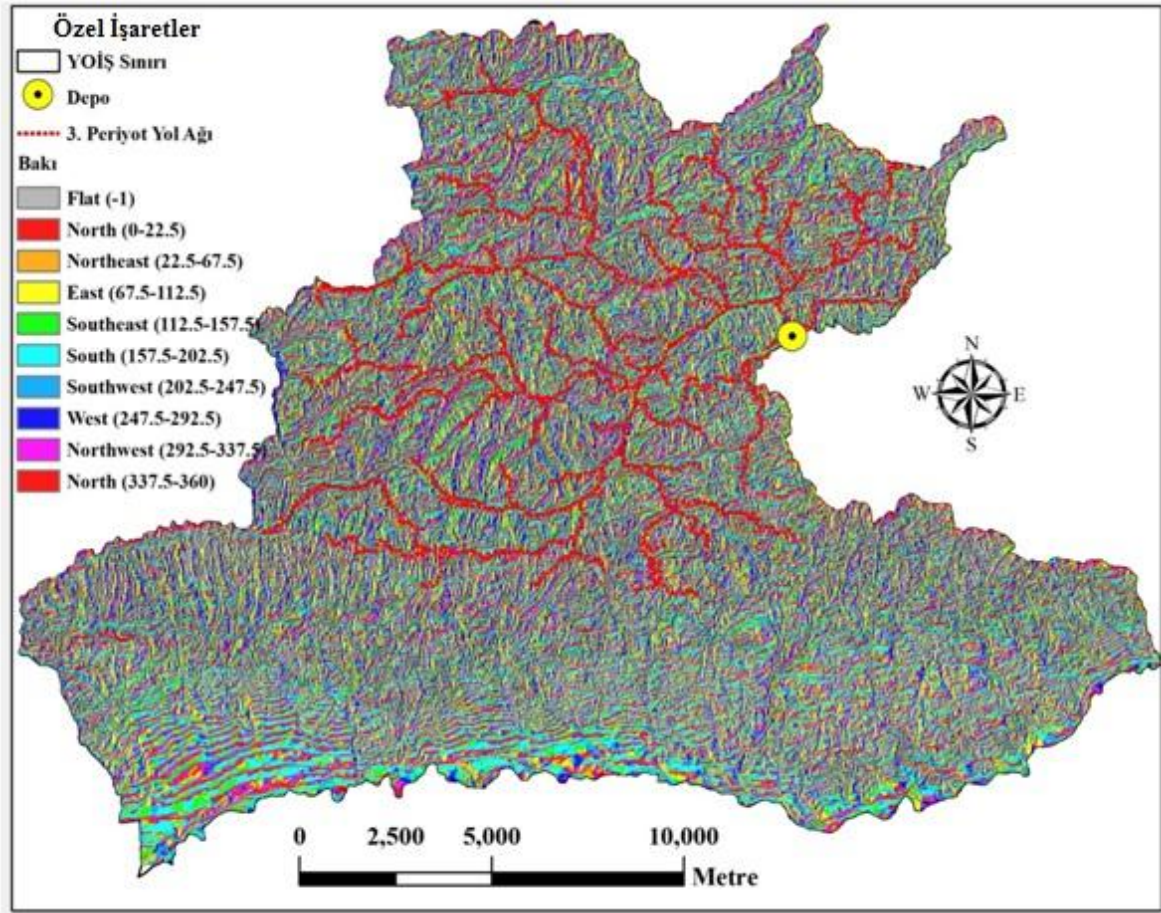 Özel İşaretler
YOİŞ Sınırı
Depo
3. Periyot Yol Ağı
Bakı
Flat (-1)
North (0-22.5)
Northeast (22.5-67.5)
East (67.5-112.5)
Southeast (112.5-157.5)
South (157.5-202.5)
Southwest (202.5-247.5)
West (247.5-292.5)
Northwest (292.5-337.5)
North (337.5-360)
N
W E
S
0 2,500 5,000 10,000
Metre